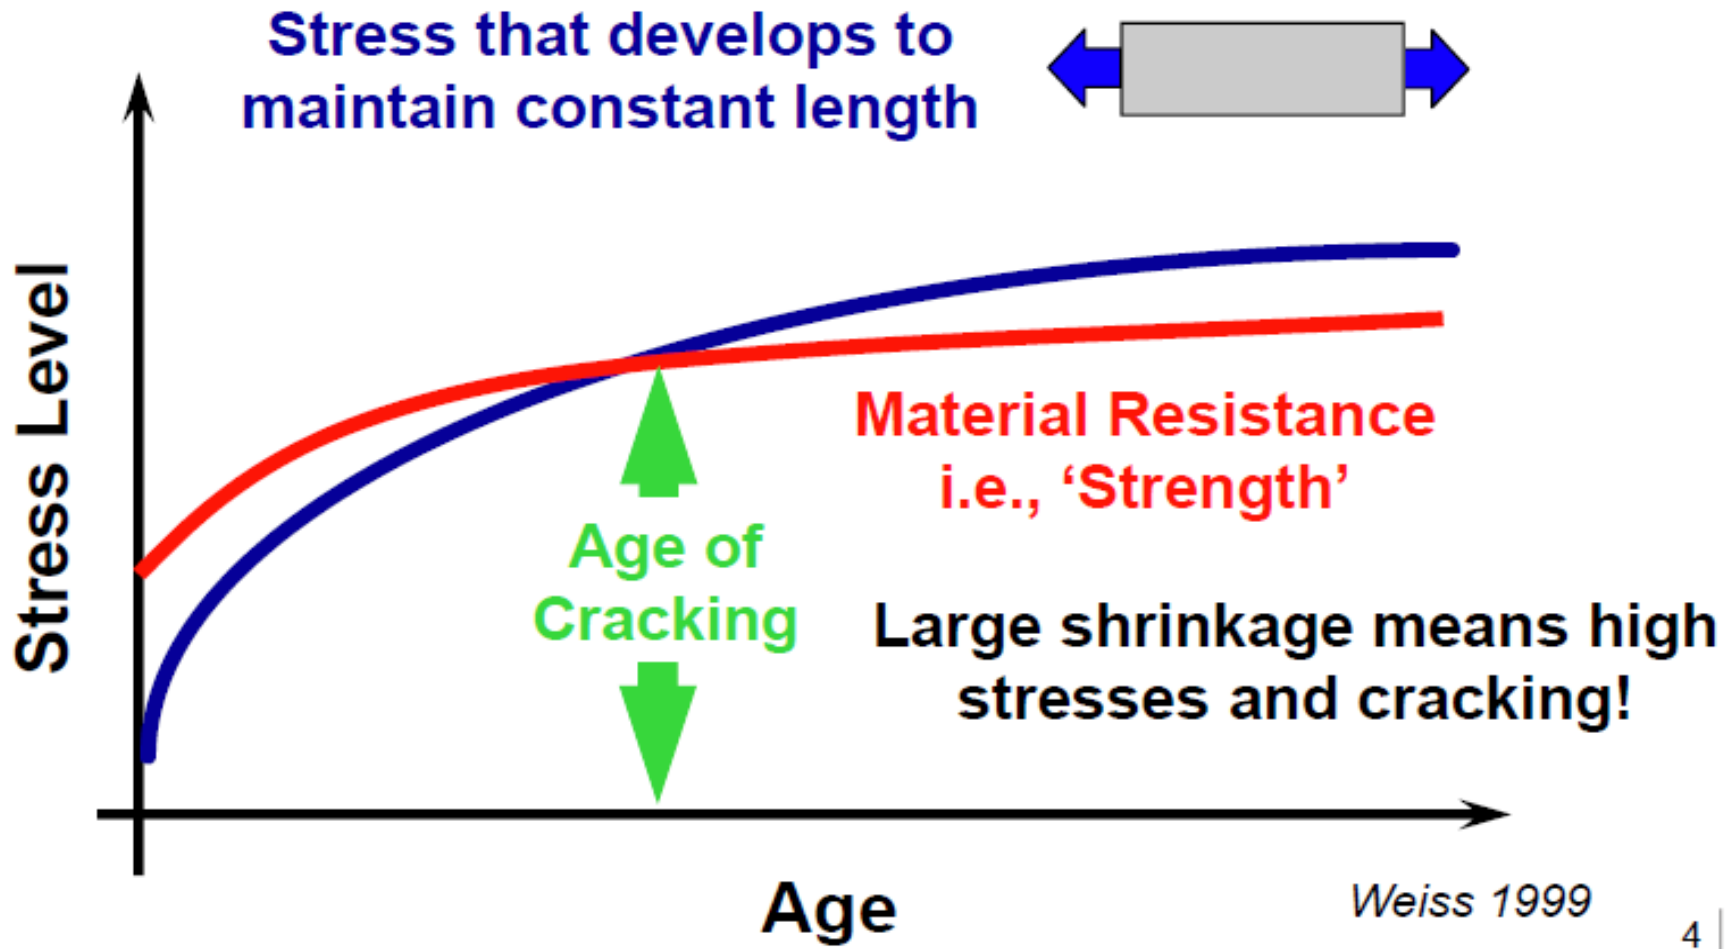 Stress that develops to
maintain constant length
Stress Level
Material Resistance
i.e., ‘Strength’
Age of
Cracking
Large shrinkage means high
stresses and cracking!
Age
Weiss 1999
4